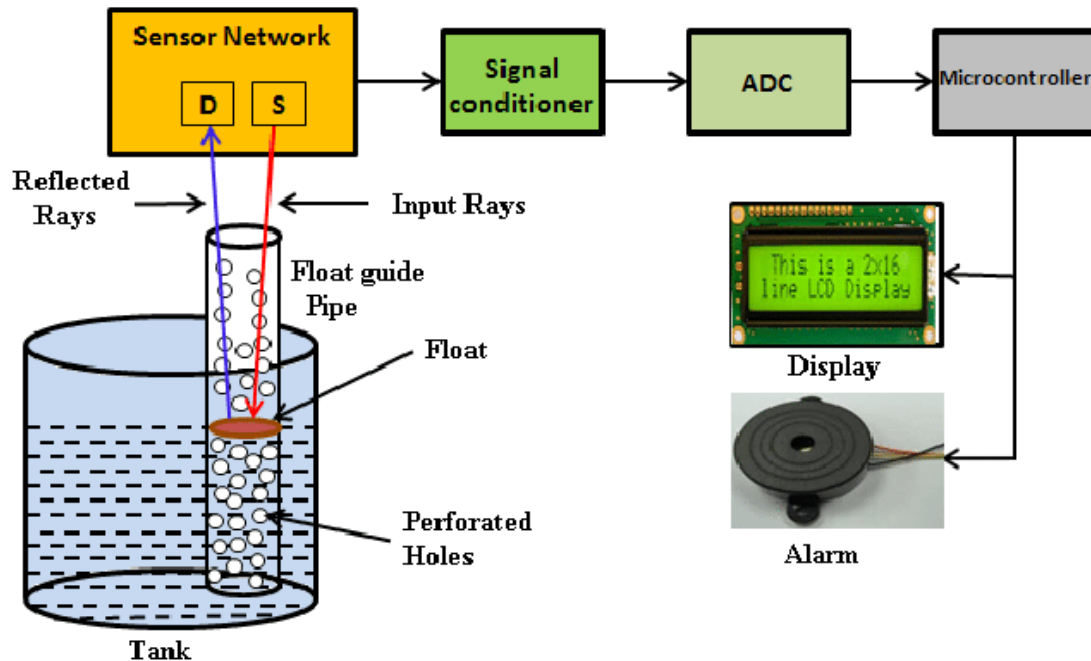 Sensor Network
D
S
Signal
conditioner
ADC
Microcontroller
Reflected
Rays
Input Rays
Float guide
Pipe
Float
This is a 2x16
line LCD Display
Display
Perforated
Holes
Alarm
Tank